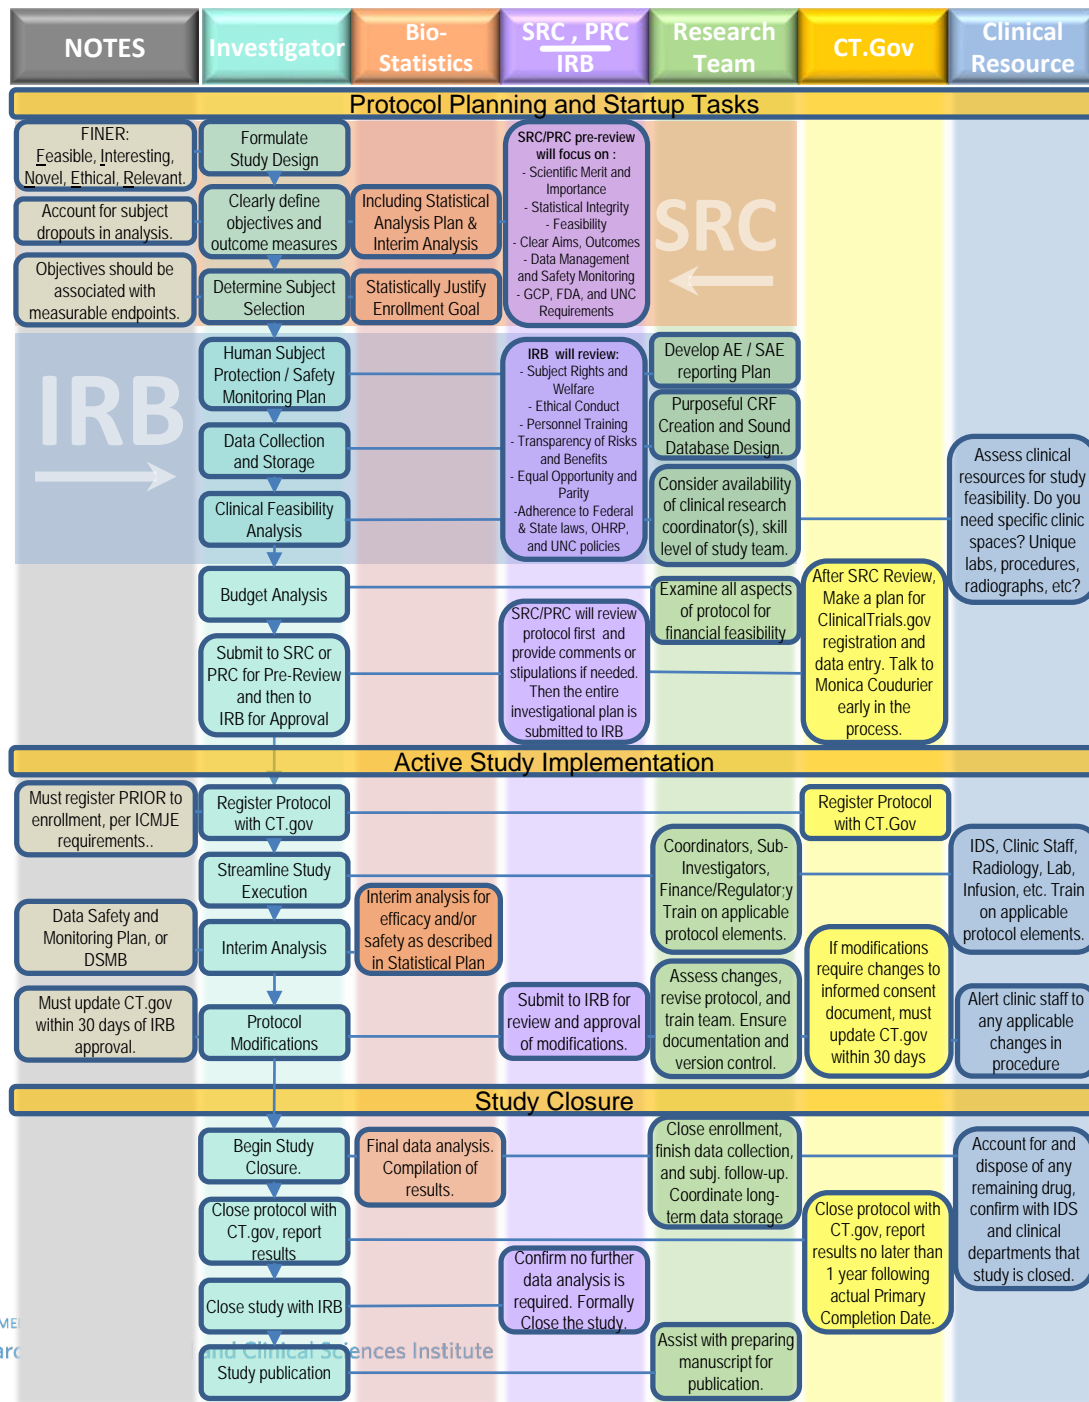 NOTES
Investigator
Bio-
Statistics
SRC , PRC
IRB
Research
Team
CT.Gov
Clinical
Resource
Protocol Planning and Startup Tasks
FINER:
Feasible, Interesting,
Novel, Ethical, Relevant.
Formulate
Study Design
SRC/PRC pre-review
will focus on :
- Scientific Merit and
Importance
- Statistical Integrity
- Feasibility
- Clear Aims, Outcomes
- Data Management
and Safety Monitoring
- GCP, FDA, and UNC
Requirements
SRC
Account for subject
dropouts in analysis.
Clearly define
objectives and
outcome measures
Including Statistical
Analysis Plan &
Interim Analysis
Objectives should be
associated with
measurable endpoints.
Determine Subject
Selection
Statistically Justify
Enrollment Goal
IRB
Human Subject
Protection / Safety
Monitoring Plan
IRB will review:
- Subject Rights and
Welfare
- Ethical Conduct
- Personnel Training
- Transparency of Risks
and Benefits
- Equal Opportunity and
Parity
-Adherence to Federal
& State laws, OHRP,
and UNC policies
Develop AE / SAE
reporting Plan
Data Collection
and Storage
Purposeful CRF
Creation and Sound
Database Design.
Clinical Feasibility
Analysis
Consider availability
of clinical research
coordinator(s), skill
level of study team.
Assess clinical
resources for study
feasibility. Do you
need specific clinic
spaces? Unique
labs, procedures,
radiographs, etc?
Budget Analysis
Examine all aspects
of protocol for
financial feasibility
Submit to SRC or
PRC for Pre-Review
and then to
IRB for Approval
SRC/PRC will review
protocol first and
provide comments or
stipulations if needed.
Then the entire
investigational plan is
submitted to IRB
After SRC Review,
Make a plan for
ClinicalTrials.gov
registration and
data entry. Talk to
Monica Coudurier
early in the
process.
Active Study Implementation
Must register PRIOR to
enrollment, per ICMJE
requirements..
Register Protocol
with CT.gov
Register Protocol
with CT.Gov
Streamline Study
Execution
Coordinators, Sub-
Investigators,
Finance/Regulator;y
Train on applicable
protocol elements.
IDS, Clinic Staff,
Radiology, Lab,
Infusion, etc. Train
on applicable
protocol elements.
Data Safety and
Monitoring Plan, or
DSMB
Interim Analysis
Interim analysis for
efficacy and/or
safety as described
in Statistical Plan
Must update CT.gov
within 30 days of IRB
approval.
Protocol
Modifications
Submit to IRB for
review and approval
of modifications.
Assess changes,
revise protocol, and
train team. Ensure
documentation and
version control.
If modifications
require changes to
informed consent
document, must
update CT.gov
within 30 days
Alert clinic staff to
any applicable
changes in
procedure
Study Closure
Begin Study
Closure.
Final data analysis.
Compilation of
results.
Close enrollment,
finish data collection,
and subj. follow-up.
Coordinate long-
term data storage
Account for and
dispose of any
remaining drug,
confirm with IDS
and clinical
departments that
study is closed.
Close protocol with
CT.gov, report
results
Close protocol with
CT.gov, report
results no later than
1 year following
actual Primary
Completion Date.
Close study with IRB
Confirm no further
data analysis is
required. Formally
Close the study.
Study publication
Assist with preparing
manuscript for
publication.
and Clinical Sciences Institute